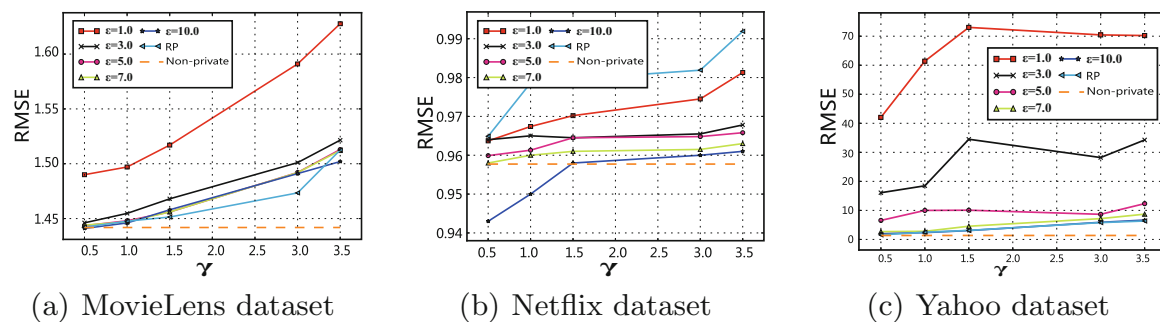 RMSE
1.60
1.55
1.50
1.45
0.5 1.0 1.5 2.0 2.5 3.0 3.5
γ
ε=1.0
ε=3.0
ε=5.0
ε=7.0
ε=10.0
RP
Non-private
(a) MovieLens dataset
RMSE
0.99
0.98
0.97
0.96
0.95
0.94
0.5 1.0 1.5 2.0 2.5 3.0 3.5
γ
ε=1.0
ε=3.0
ε=5.0
ε=7.0
ε=10.0
RP
Non-private
(b) Netflix dataset
RMSE
70
60
50
40
30
20
10
0
0.5 1.0 1.5 2.0 2.5 3.0 3.5
γ
ε=1.0
ε=3.0
ε=5.0
ε=7.0
ε=10.0
RP
Non-private
(c) Yahoo dataset